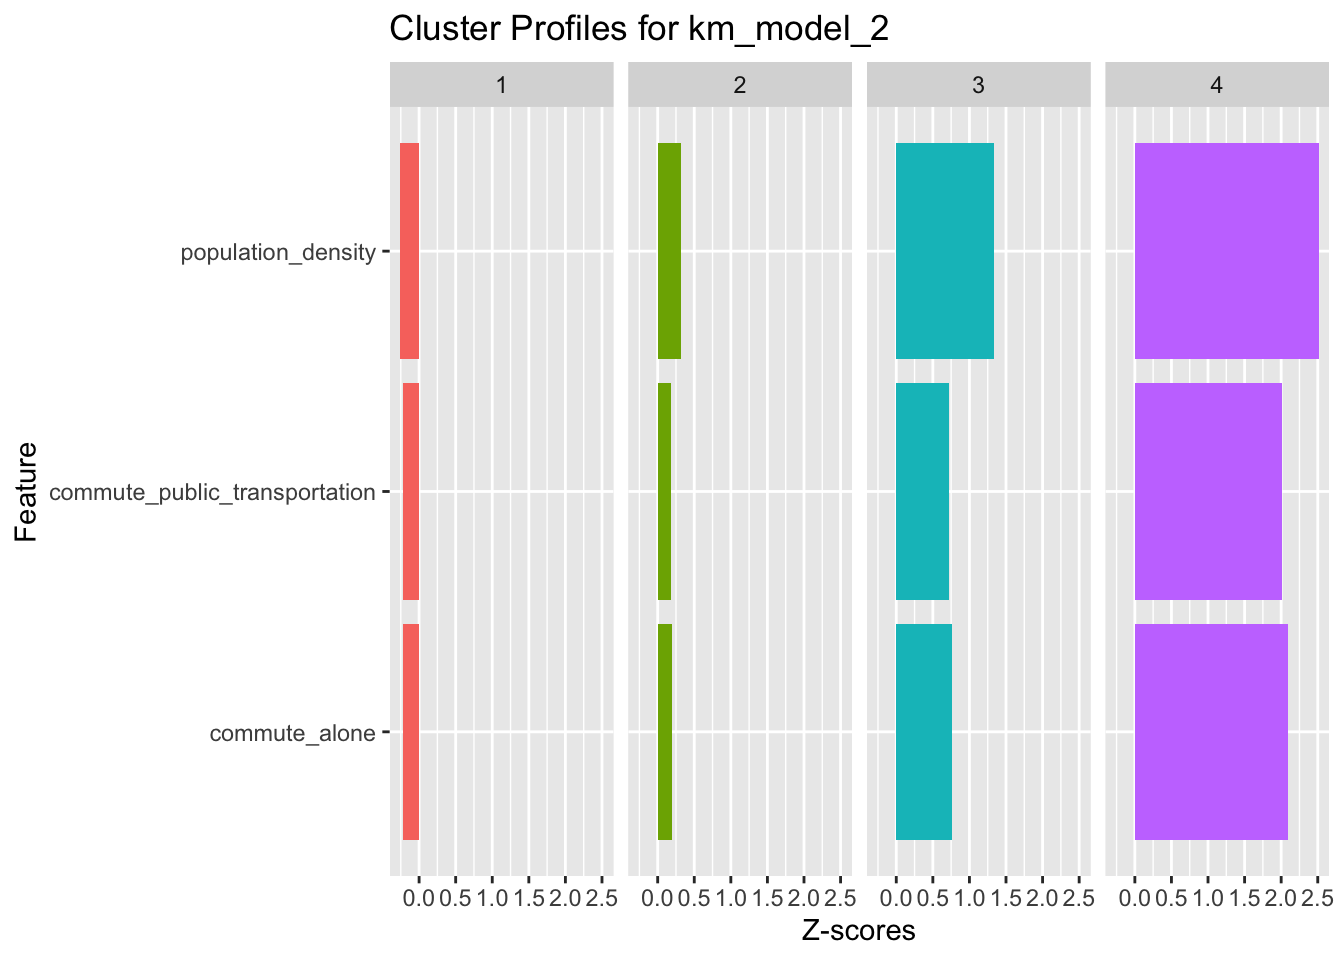 Cluster Profiles for km_model_2
1 2 3 4
population_density
commute_public_transportation
commute_alone
Feature
0.0 0.5 1.0 1.5 2.0 2.5 0.0 0.5 1.0 1.5 2.0 2.5 0.0 0.5 1.0 1.5 2.0 2.5 0.0 0.5 1.0 1.5 2.0 2.5
Z-scores